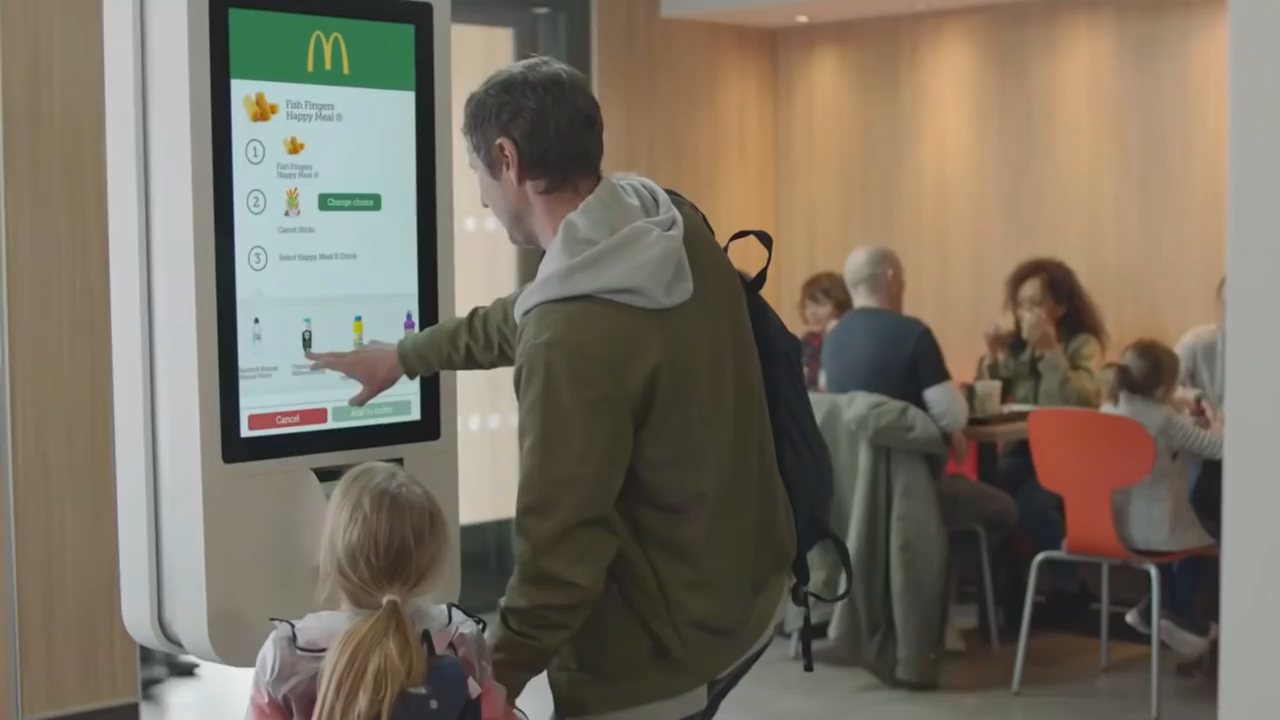 Fish Fingers
Happy Meal ®
1
Fish Fingers
Happy Meal ®
2
Change choice
Carrot Sticks
3
Select Happy Meal ® Drink
Cancel